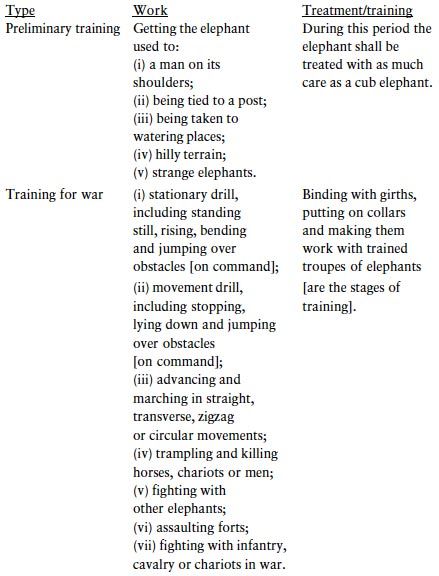 Type Work Treatment/training
Preliminary training Getting the elephant During this period the
used to: elephant shall be
(i) a man on its treated with as much
shoulders; care as a cub elephant.
(ii) being tied to a post;
(iii) being taken to
watering places;
(iv) hilly terrain;
(v) strange elephants.
Training for war (i) stationary drill, Binding with girths,
including standing putting on collars
still, rising, bending and making them
and jumping over work with trained
obstacles [on command]; troupes of elephants
(ii) movement drill, [are the stages of
including stopping, training].
lying down and jumping
over obstacles
[on command];
(iii) advancing and
marching in straight,
transverse, zigzag
or circular movements;
(iv) trampling and killing
horses, chariots or men;
(v) fighting with
other elephants;
(vi) assaulting forts;
(vii) fighting with infantry,
cavalry or chariots in war.